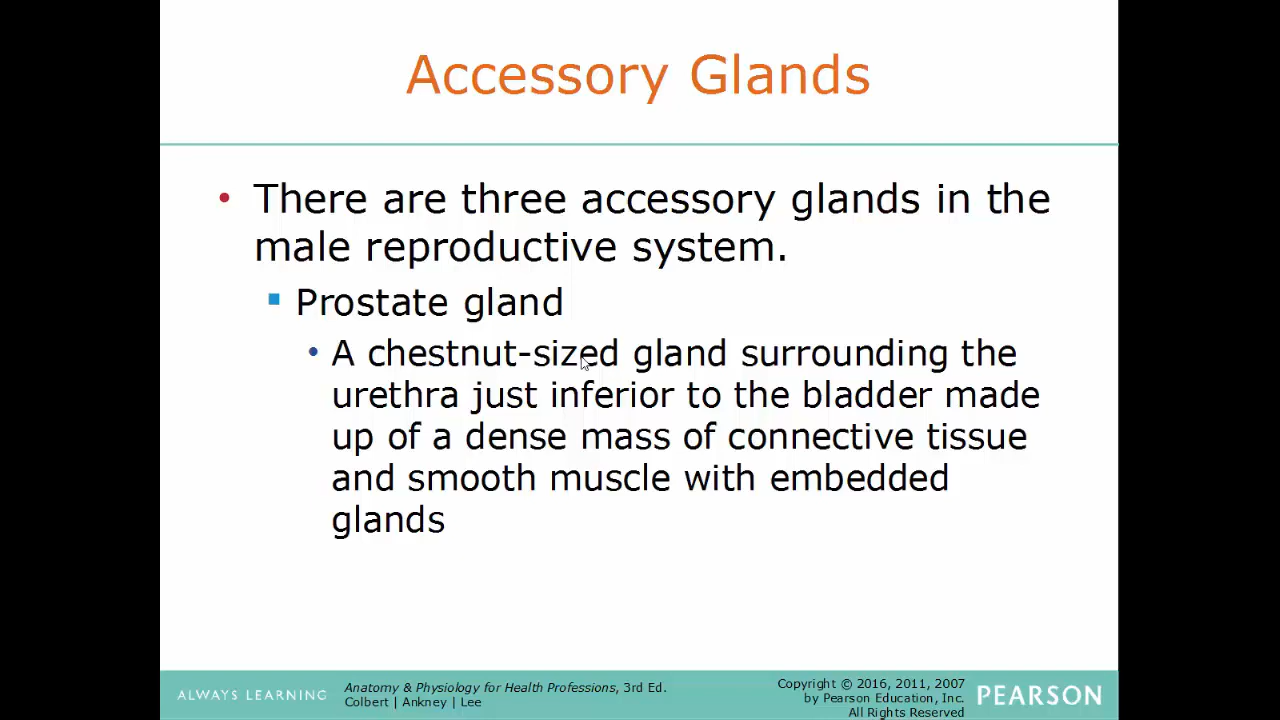 Accessory Glands
• There are three accessory glands in the
male reproductive system.
▪ Prostate gland
• A chestnut-sized gland surrounding the
urethra just inferior to the bladder made
up of a dense mass of connective tissue
and smooth muscle with embedded
glands
ALWAYS LEARNING
Anatomy & Physiology for Health Professions, 3rd Ed.
Colbert | Ankney | Lee
Copyright © 2016, 2011, 2007
by Pearson Education, Inc.
All Rights Reserved
PEARSON